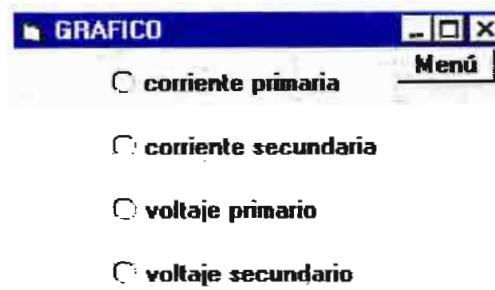 GRAFICO
Menú
corriente primaria
corriente secundaria
voltaje primario
voltaje secundario